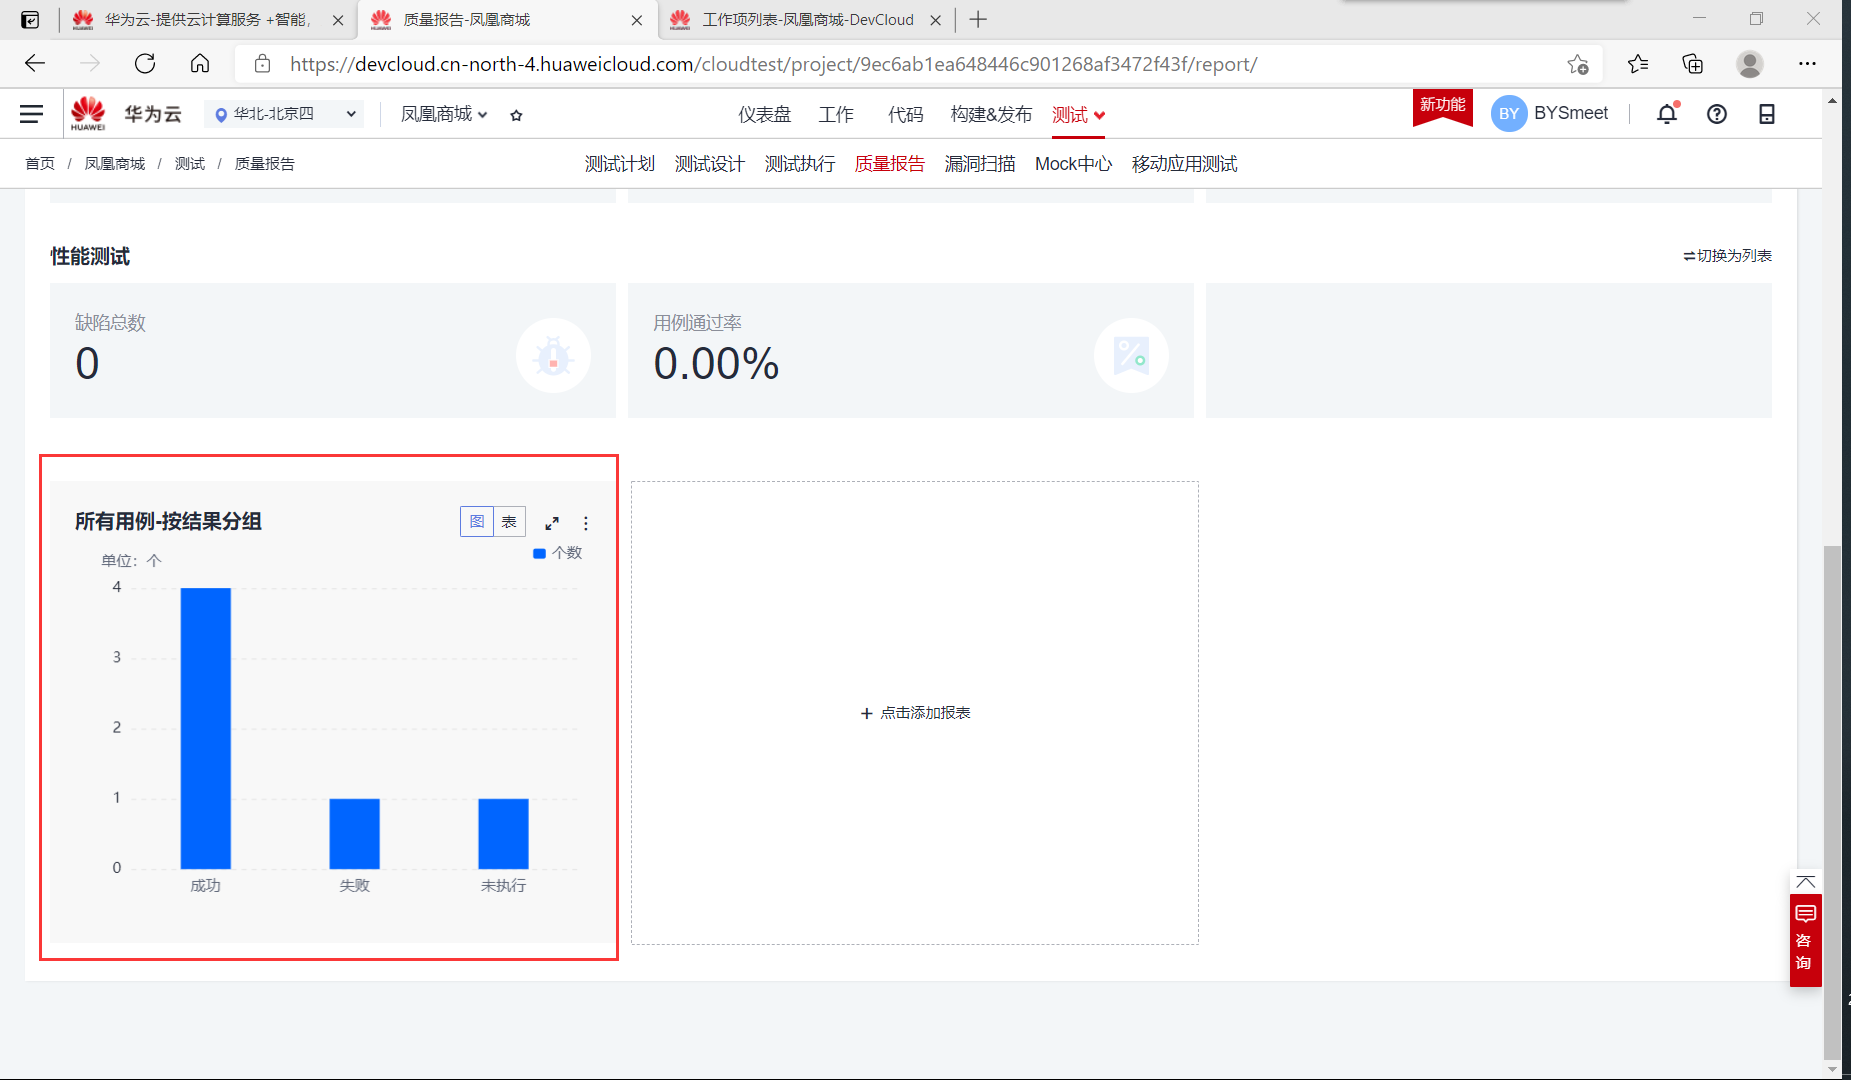 华为云-提供云计算服务 +智能,
质量报告-凤凰商城
工作项列表-凤凰商城-DevCloud
https://devcloud.cn-north-4.huaweicloud.com/cloudtest/project/9ec6ab1ea648446c901268af3472f43f/report/
HUAWEI
华为云
华北-北京四
凤凰商城
仪表盘 工作 代码 构建&发布 测试
新功能
BY BYSmeet
首页 / 凤凰商城 / 测试 / 质量报告
测试计划 测试设计 测试执行 质量报告 漏洞扫描 Mock中心 移动应用测试
性能测试
切换为列表
缺陷总数
0
用例通过率
0.00%
所有用例-按结果分组
图 表
单位：个
个数
4
3
2
1
0
成功 失败 未执行
+ 点击添加报表
咨
询